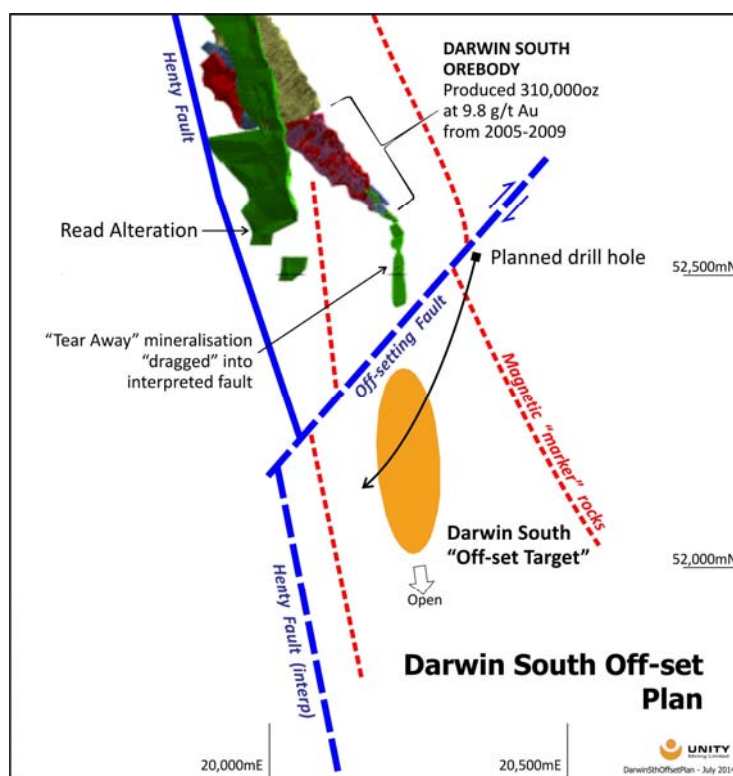 DARWIN SOUTH
OREBODY
Produced 310,000oz
at 9.8 g/t Au
from 2005-2009
Henty Fault
Read Alteration
Planned drill hole
52,500mN
"Tear Away" mineralisation
"dragged" into
interpreted fault
Off-setting Fault
Magnetic "marker" rocks
Darwin South
"Off-set Target"
52,000mN
Open
Henty Fault (interp)
Darwin South Off-set
Plan
20,000mE
20,500mE
UNITY
Mining Limited
DarwinSthOffsetPlan - July 2014